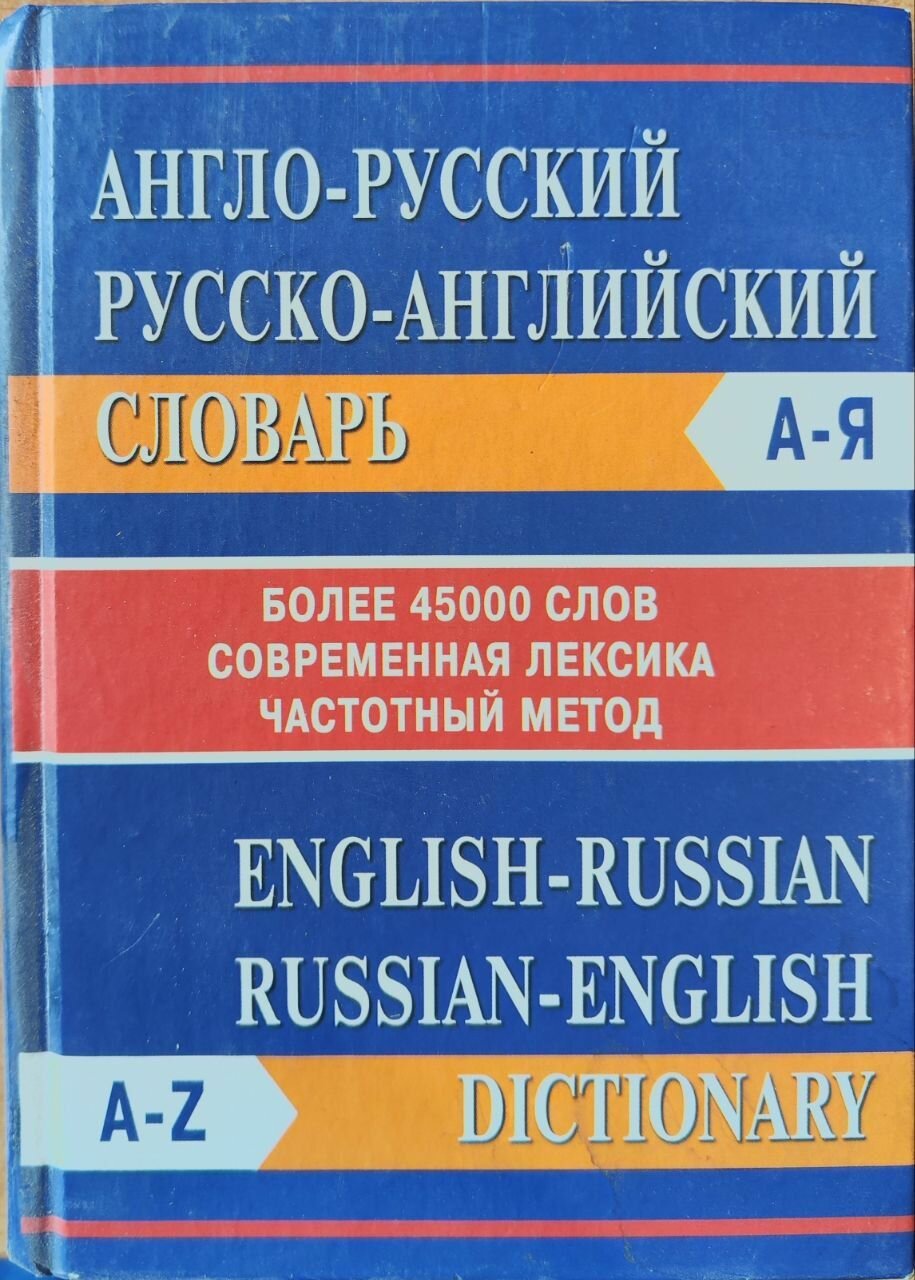 АНГЛО-РУССКИЙ
РУССКО-АНГЛИЙСКИЙ
СЛОВАРЬ
А-Я
БОЛЕЕ 45000 СЛОВ
СОВРЕМЕННАЯ ЛЕКСИКА
ЧАСТОТНЫЙ МЕТОД
ENGLISH-RUSSIAN
RUSSIAN-ENGLISH
A-Z
DICTIONARY